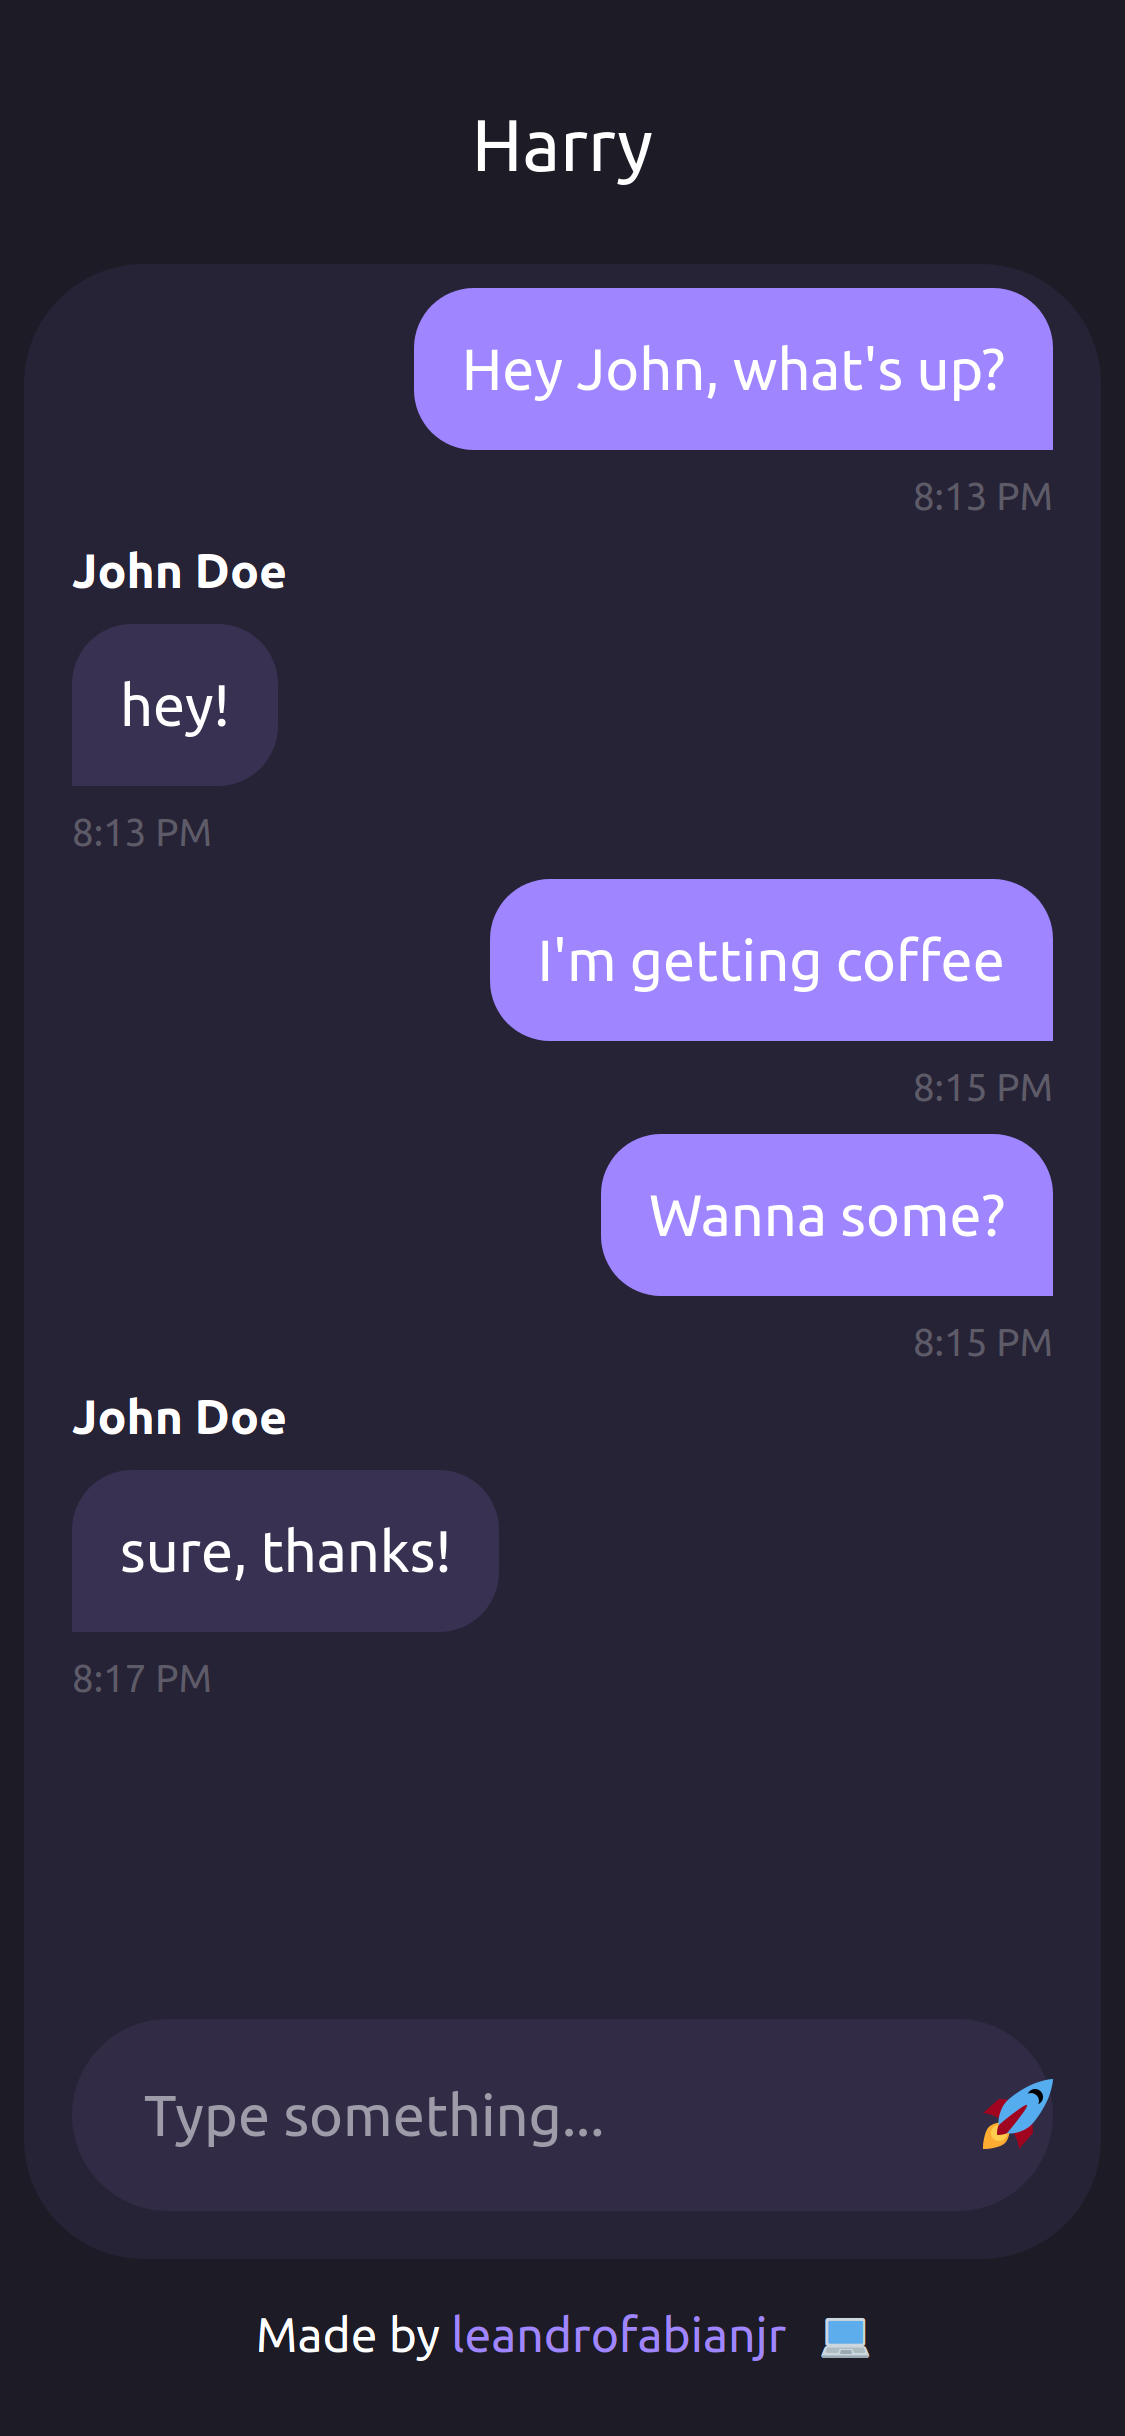 Harry
Hey John, what's up?
8:13 PM
John Doe
hey!
8:13 PM
I'm getting coffee
8:15 PM
Wanna some?
8:15 PM
John Doe
sure, thanks!
8:17 PM
Type something...
Made by leandrofabianjr